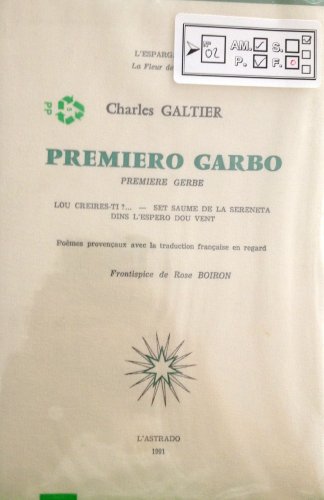 L'ESPARGA
La Fleur de
N°
02
AM. S.
P. F. O
5
PP
Charles GALTIER
PREMIERO GARBO
PREMIERE GERBE
LOU CREIRES-TI ?... — SET SAUME DE LA SERENETA
DINS L'ESPERO DOU VENT
Poèmes provençaux avec la traduction française en regard
Frontispice de Rose BOIRON
L'ASTRADO
1991